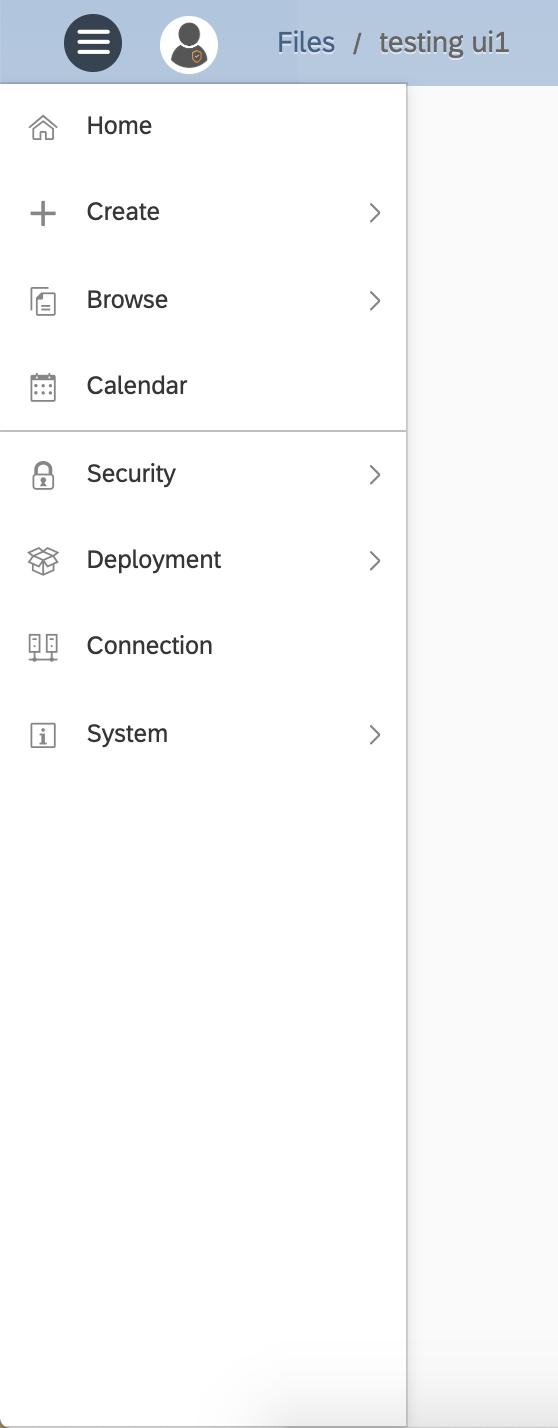 Files / testing ui1
Home
Create
Browse
Calendar
Security
Deployment
Connection
System